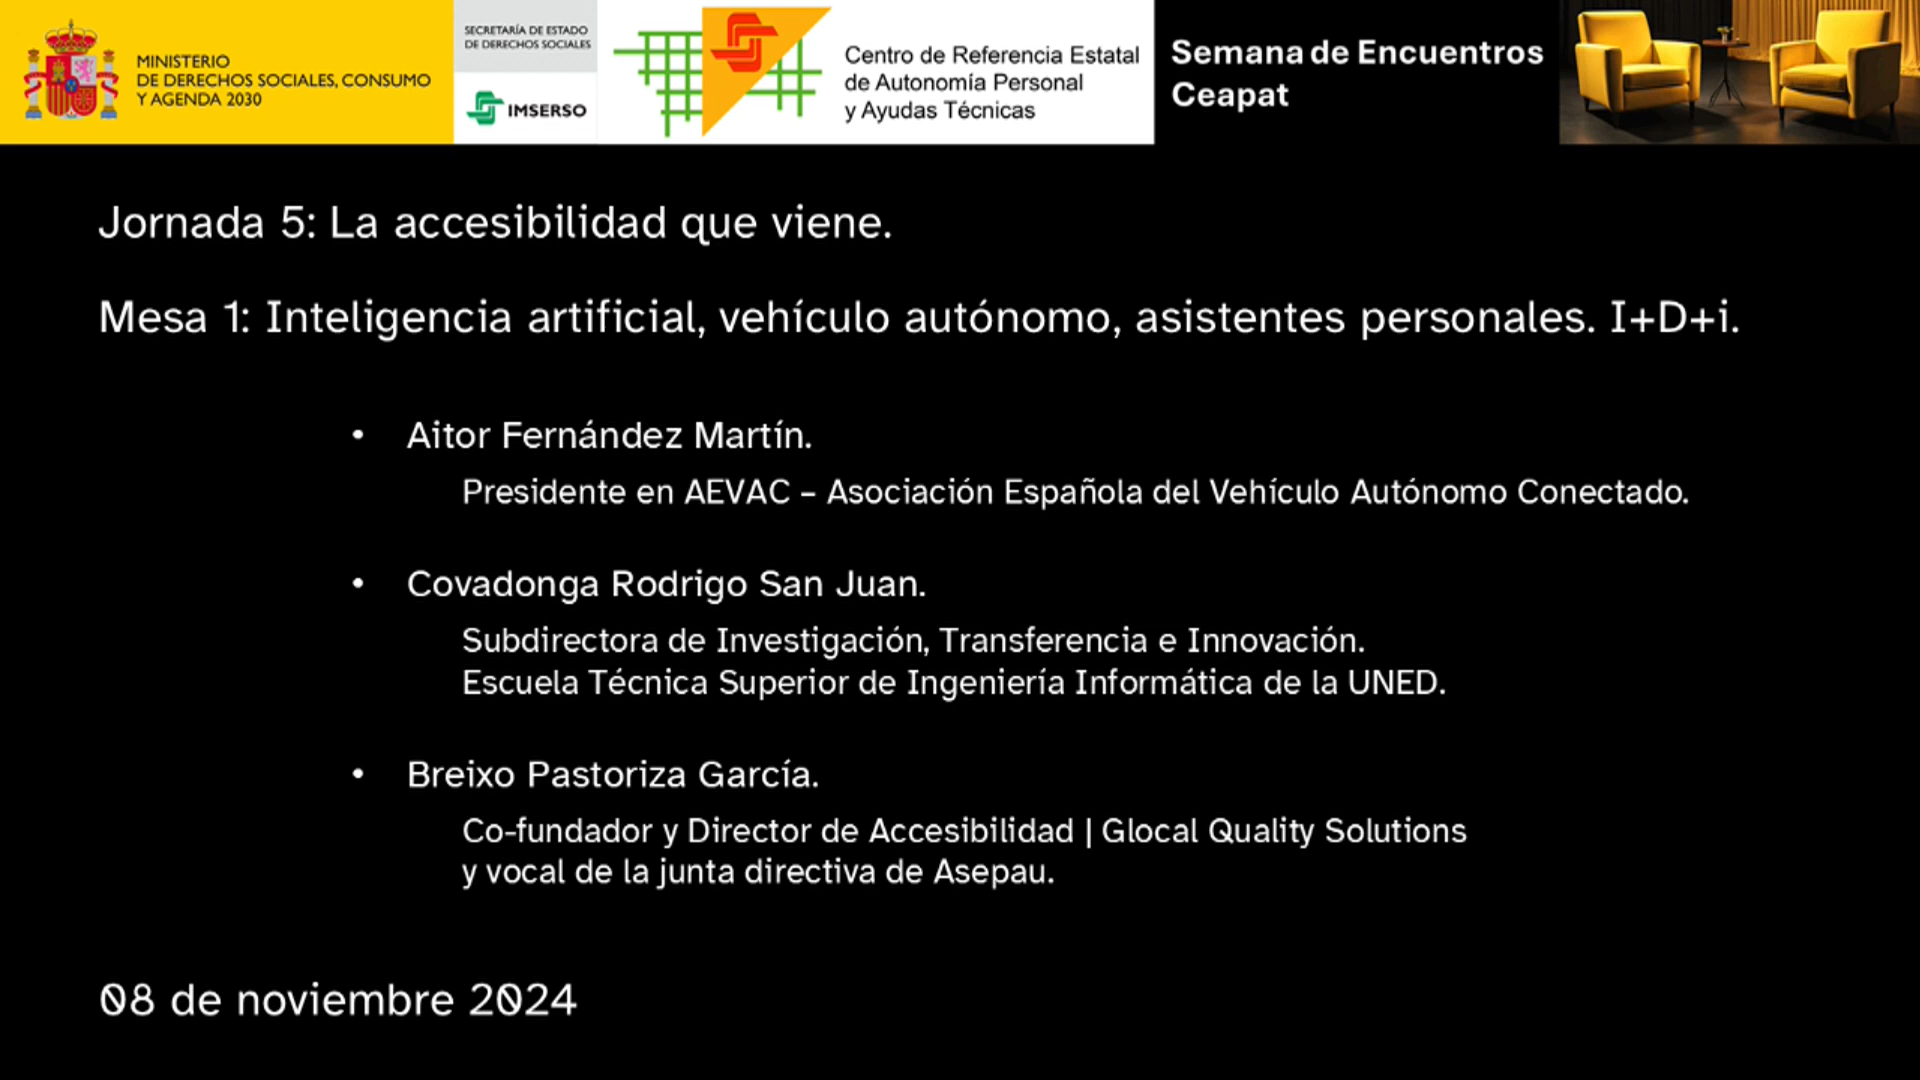 MINISTERIO
DE DERECHOS SOCIALES, CONSUMO
Y AGENDA 2030
SECRETARÍA DE ESTADO
DE DERECHOS SOCIALES
IMSERSO
Centro de Referencia Estatal
de Autonomía Personal
y Ayudas Técnicas
Semana de Encuentros
Ceapat
Jornada 5: La accesibilidad que viene.
Mesa 1: Inteligencia artificial, vehículo autónomo, asistentes personales. I+D+i.
• Aitor Fernández Martín.
Presidente en AEVAC – Asociación Española del Vehículo Autónomo Conectado.
• Covadonga Rodrigo San Juan.
Subdirectora de Investigación, Transferencia e Innovación.
Escuela Técnica Superior de Ingeniería Informática de la UNED.
• Breixo Pastoriza García.
Co-fundador y Director de Accesibilidad | Glocal Quality Solutions
y vocal de la junta directiva de Asepau.
08 de noviembre 2024